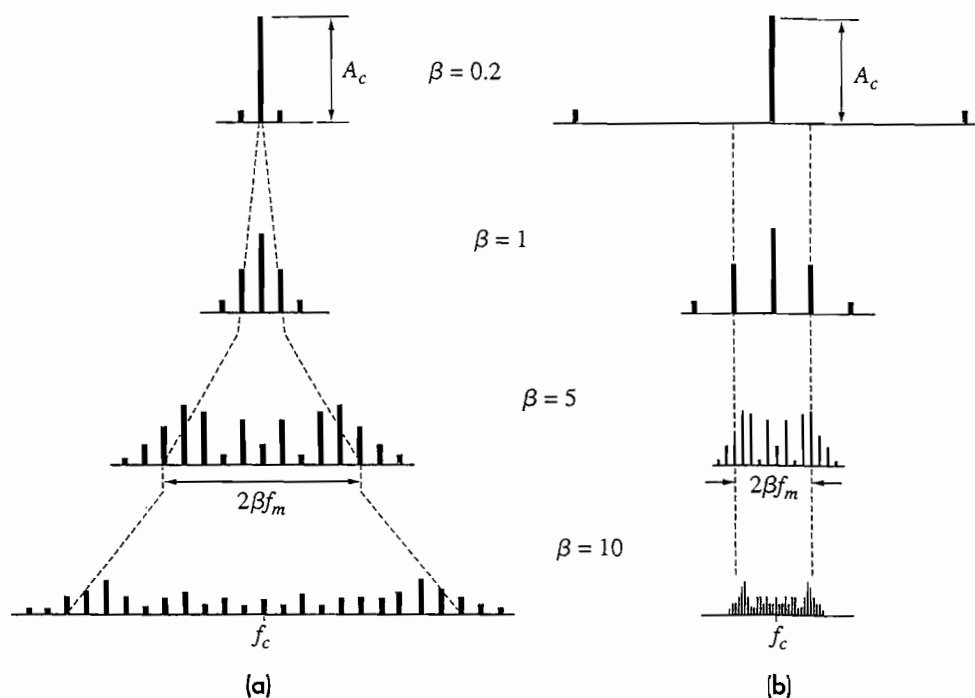 A_c
β = 0.2
A_c
β = 1
β = 5
2βf_m
2βf_m
β = 10
f_c
f_c
(a)
(b)